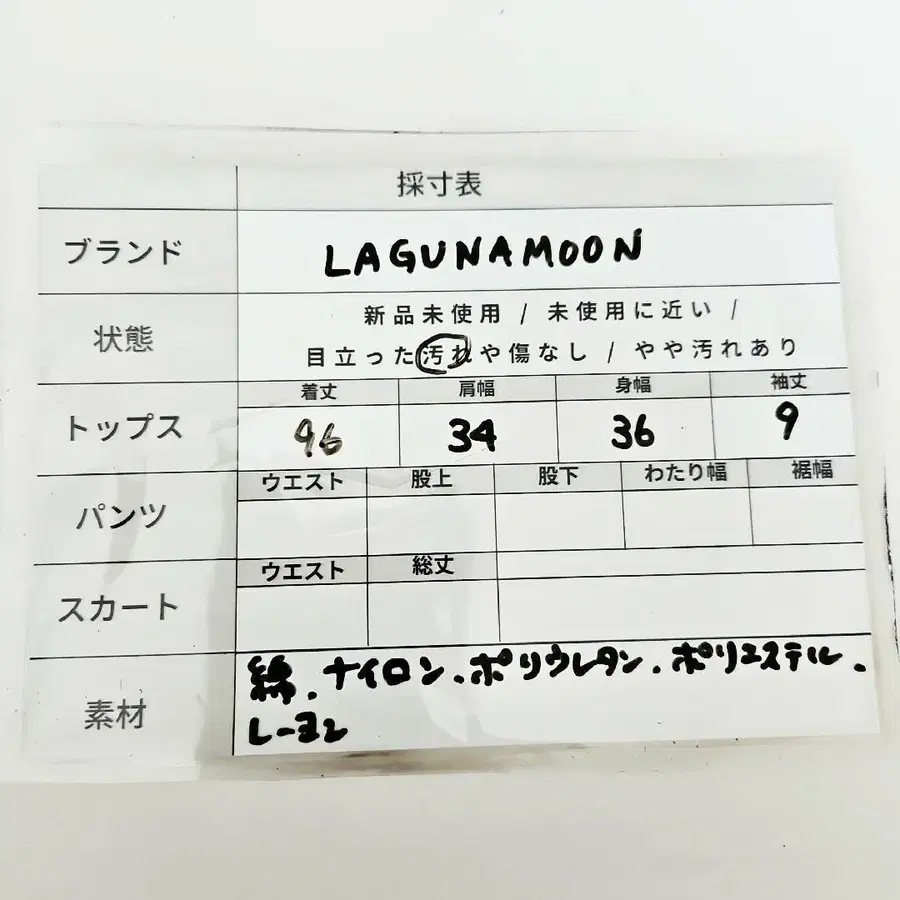 採寸表
ブランド LAGUNAMOON
状態 新品未使用 / 未使用に近い /
目立った汚れや傷なし / やや汚れあり
着丈 肩幅 身幅 袖丈
トップス 96 34 36 9
ウエスト 股上 股下 わたり幅 裾幅
パンツ
ウエスト 総丈
スカート
綿.ナイロン.ポリウレタン.ポリエステル.
素材 レーヨン